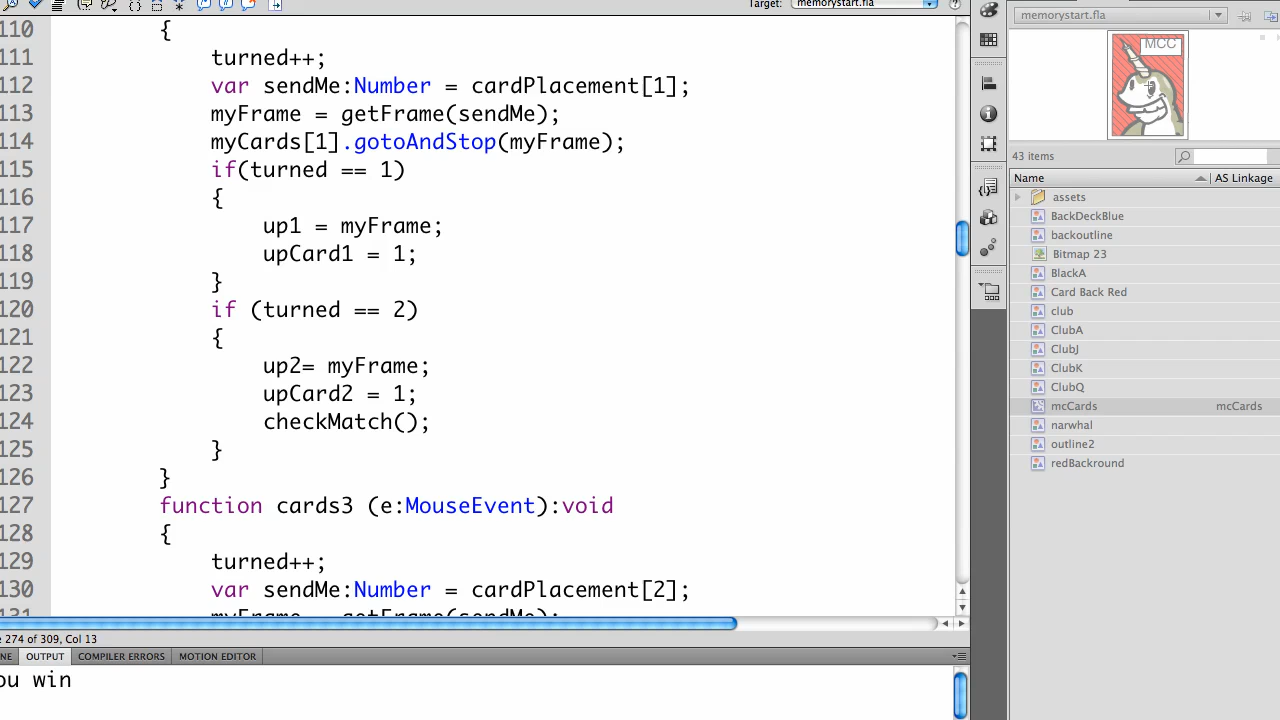 Target: memorystart.fla
110 {
111 turned++;
112 var sendMe:Number = cardPlacement[1];
113 myFrame = getFrame(sendMe);
114 myCards[1].gotoAndStop(myFrame);
115 if(turned == 1)
116 {
117 up1 = myFrame;
118 upCard1 = 1;
119 }
120 if (turned == 2)
121 {
122 up2= myFrame;
123 upCard2 = 1;
124 checkMatch();
125 }
126 }
127 function cards3 (e:MouseEvent):void
128 {
129 turned++;
130 var sendMe:Number = cardPlacement[2];
131 myFrame = getFrame(sendMe);
274 of 309, Col 13
NE OUTPUT COMPILER ERRORS MOTION EDITOR
ou win
memorystart.fla
MCC
43 items
Name AS Linkage
assets
BackDeckBlue
backoutline
Bitmap 23
BlackA
Card Back Red
club
ClubA
ClubJ
ClubK
ClubQ
mcCards mcCards
narwhal
outline2
redBackround